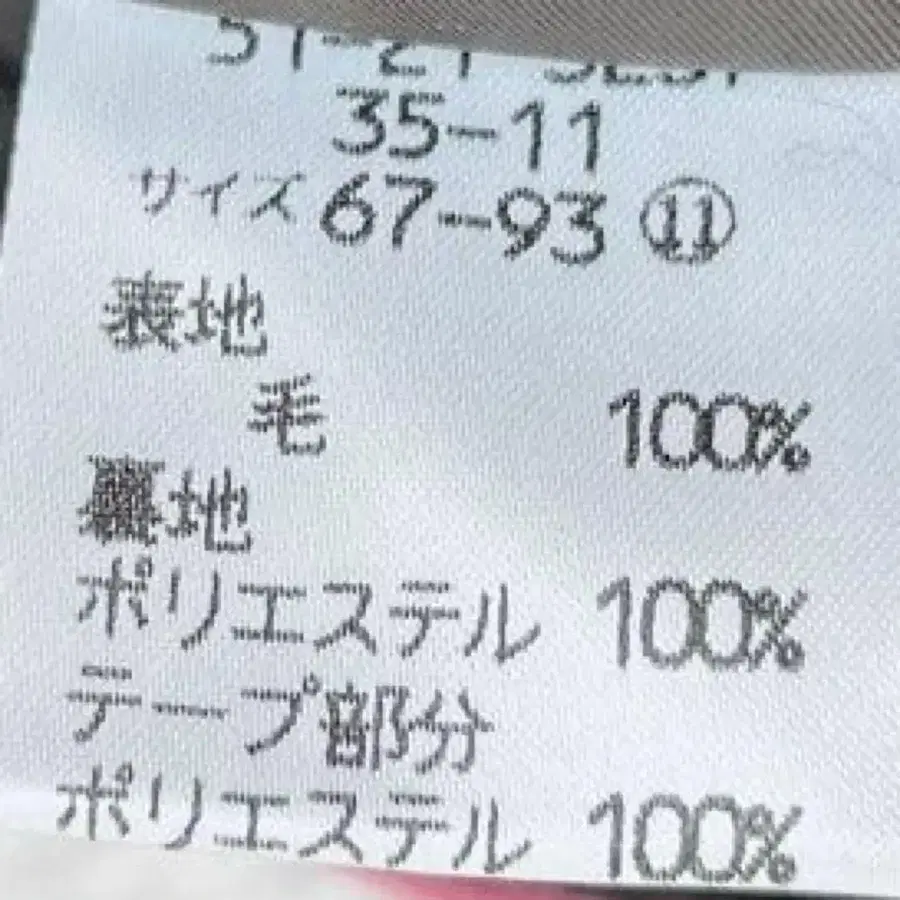 35-11
サイズ 67-93 ⑪
表地
毛 100%
裏地
ポリエステル 100%
テープ部分
ポリエステル 100%